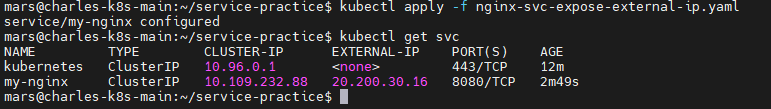 mars@charles-k8s-main:~/service-practice$ kubectl apply -f nginx-svc-expose-external-ip.yaml
service/my-nginx configured
mars@charles-k8s-main:~/service-practice$ kubectl get svc
NAME         TYPE        CLUSTER-IP      EXTERNAL-IP     PORT(S)    AGE
kubernetes   ClusterIP   10.96.0.1       <none>          443/TCP    12m
my-nginx     ClusterIP   10.109.232.88   20.200.30.16    8080/TCP   2m49s
mars@charles-k8s-main:~/service-practice$